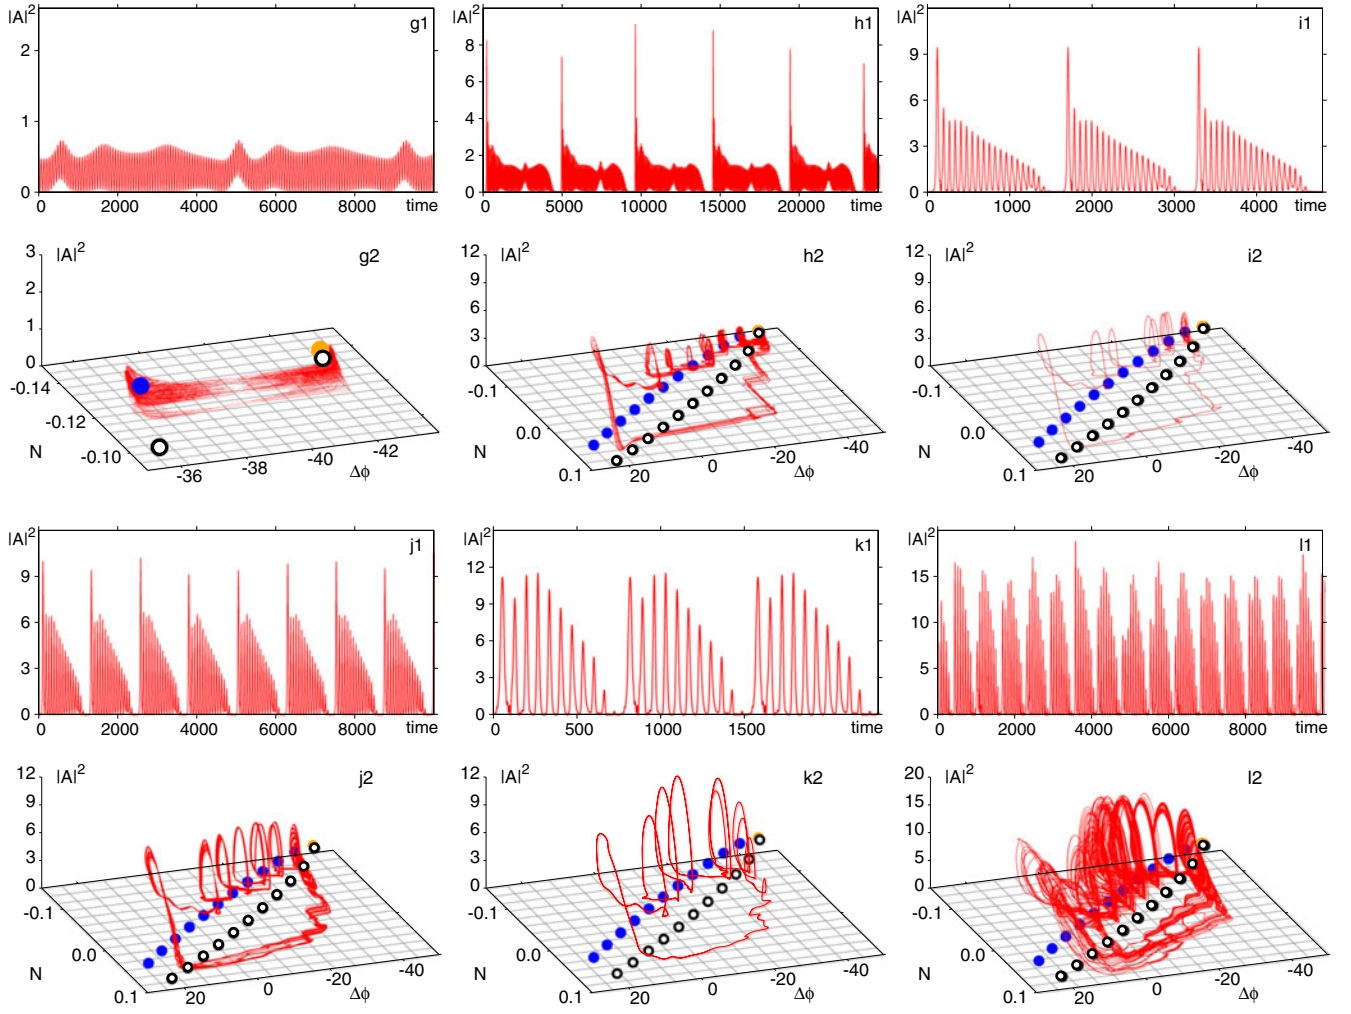 |A|² g1
2
1
0
0 2000 4000 6000 8000 time
|A|² h1
8
6
4
2
0
0 5000 10000 15000 20000 time
|A|² i1
9
6
3
0
0 1000 2000 3000 4000 time
3 |A|² g2
2
1
0
-0.14
-0.12
-0.10
N
-36 -38 -40 -42
Δϕ
12 |A|² h2
9
6
3
0
-0.1
0.0
N
0.1
20 0 -20 -40
Δϕ
12 |A|² i2
9
6
3
0
-0.1
0.0
N
0.1
20 0 -20 -40
Δϕ
|A|² j1
9
6
3
0
0 2000 4000 6000 8000 time
|A|² k1
12
9
6
3
0
0 500 1000 1500 time
|A|² l1
15
10
5
0
0 2000 4000 6000 8000 time
12 |A|² j2
9
6
3
0
-0.1
0.0
N
0.1
20 0 -20 -40
Δϕ
12 |A|² k2
9
6
3
0
-0.1
0.0
N
0.1
20 0 -20 -40
Δϕ
20 |A|² l2
15
10
5
0
-0.1
0.0
N
0.1
20 0 -20 -40
Δϕ